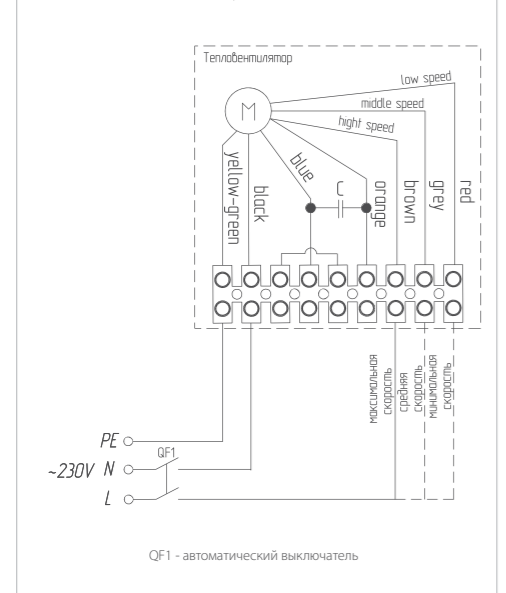 Тепловентилятор
low speed
middle speed
hight speed
M
yellow-green
black
blue
C
orange
brown
grey
red
максимальная
скорость
средняя
скорость
минимальная
скорость
PE
QF1
~230V N
L
QF1 - автоматический выключатель